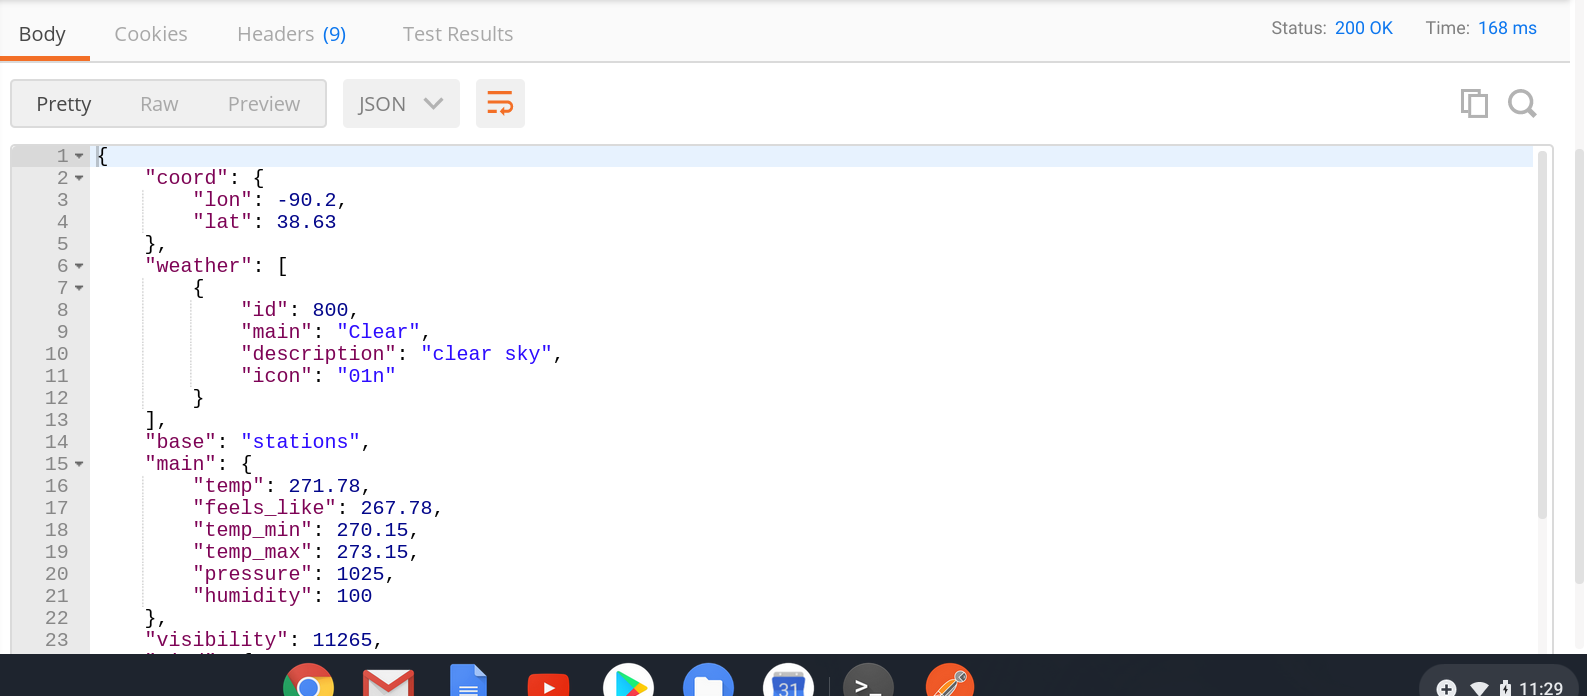 Body Cookies Headers (9) Test Results Status: 200 OK Time: 168 ms
Pretty Raw Preview JSON
1 {
2 "coord": {
3 "lon": -90.2,
4 "lat": 38.63
5 },
6 "weather": [
7 {
8 "id": 800,
9 "main": "Clear",
10 "description": "clear sky",
11 "icon": "01n"
12 }
13 ],
14 "base": "stations",
15 "main": {
16 "temp": 271.78,
17 "feels_like": 267.78,
18 "temp_min": 270.15,
19 "temp_max": 273.15,
20 "pressure": 1025,
21 "humidity": 100
22 },
23 "visibility": 11265,
31 >_ 11:29